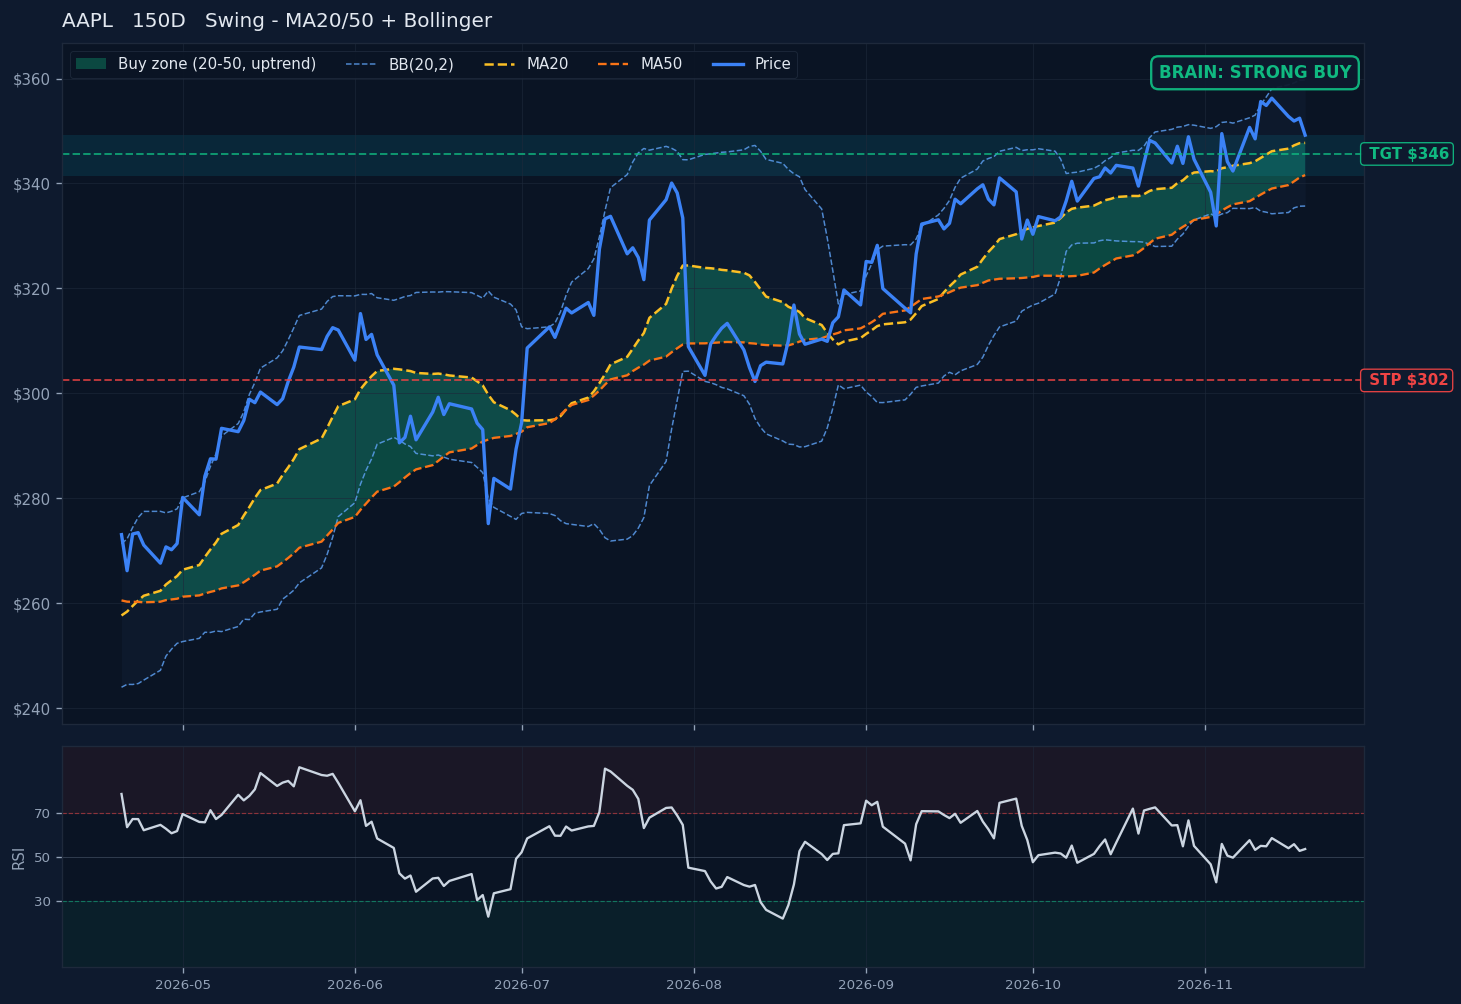 AAPL 150D Swing - MA20/50 + Bollinger
Buy zone (20-50, uptrend) BB(20,2) MA20 MA50 Price
BRAIN: STRONG BUY
$360
$340
$320
$300
$280
$260
$240
TGT $346
STP $302
RSI
70
50
30
2026-05 2026-06 2026-07 2026-08 2026-09 2026-10 2026-11